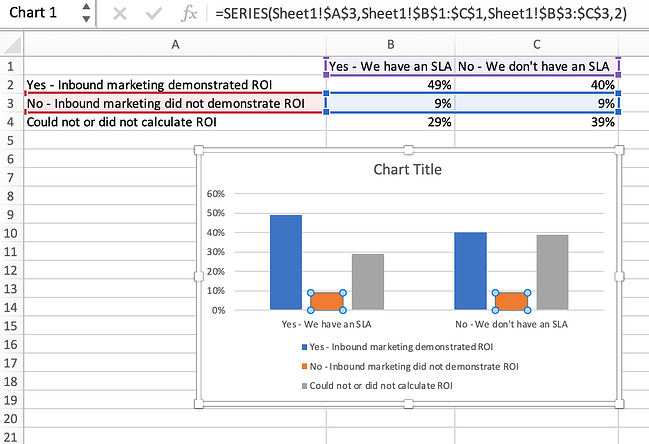 Chart 1 fx =SERIES(Sheet1!$A$3,Sheet1!$B$1:$C$1,Sheet1!$B$3:$C$3,2)
A B C
1 Yes - We have an SLA No - We don't have an SLA
2 Yes - Inbound marketing demonstrated ROI 49% 40%
3 No - Inbound marketing did not demonstrate ROI 9% 9%
4 Could not or did not calculate ROI 29% 39%
5
6
7
8
9
10
11
12
13
14
15
16
17
18
19
20
21
Chart Title
60%
50%
40%
30%
20%
10%
0%
Yes - We have an SLA No - We don't have an SLA
Yes - Inbound marketing demonstrated ROI
No - Inbound marketing did not demonstrate ROI
Could not or did not calculate ROI